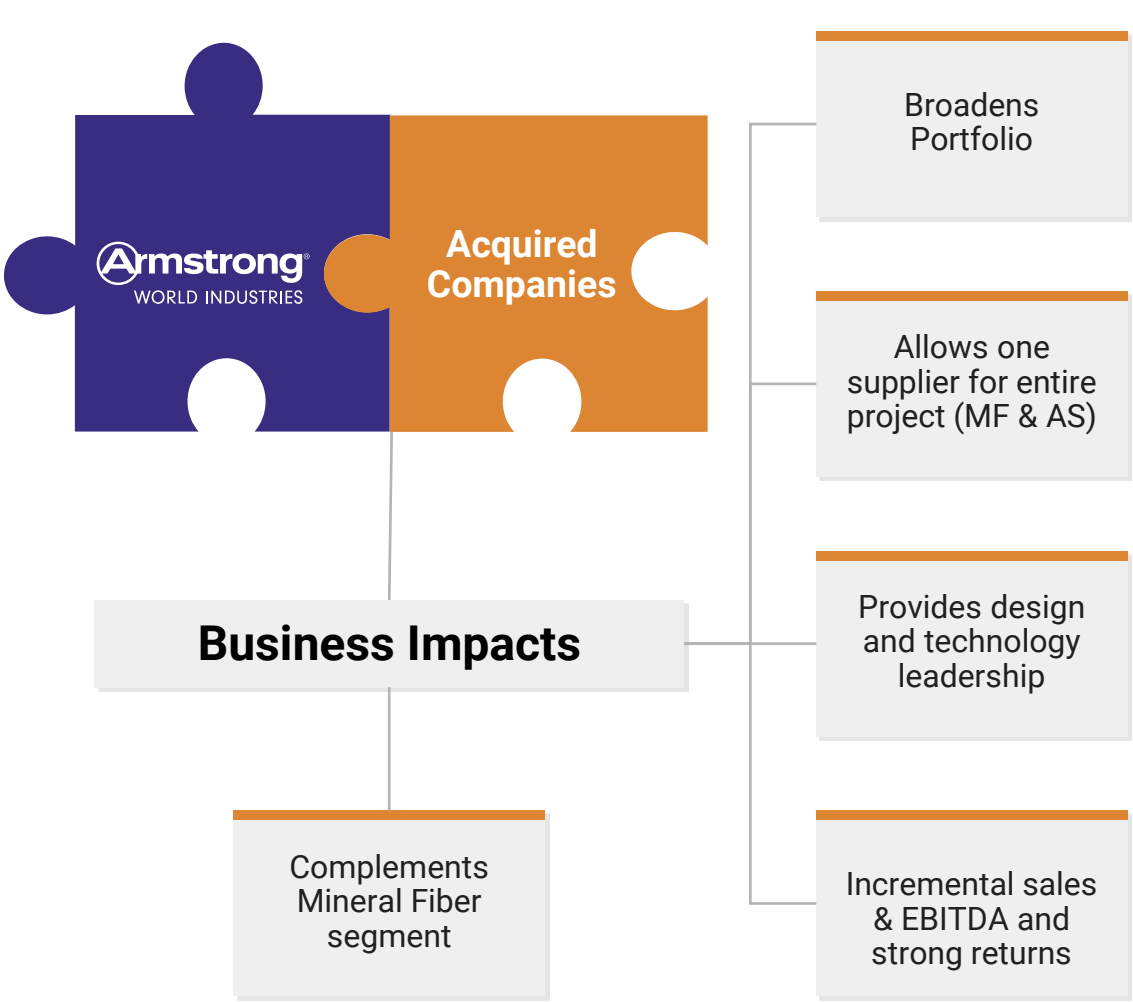 Armstrong®
WORLD INDUSTRIES
Acquired
Companies
Business Impacts
Broadens
Portfolio
Allows one
supplier for entire
project (MF & AS)
Provides design
and technology
leadership
Incremental sales
& EBITDA and
strong returns
Complements
Mineral Fiber
segment